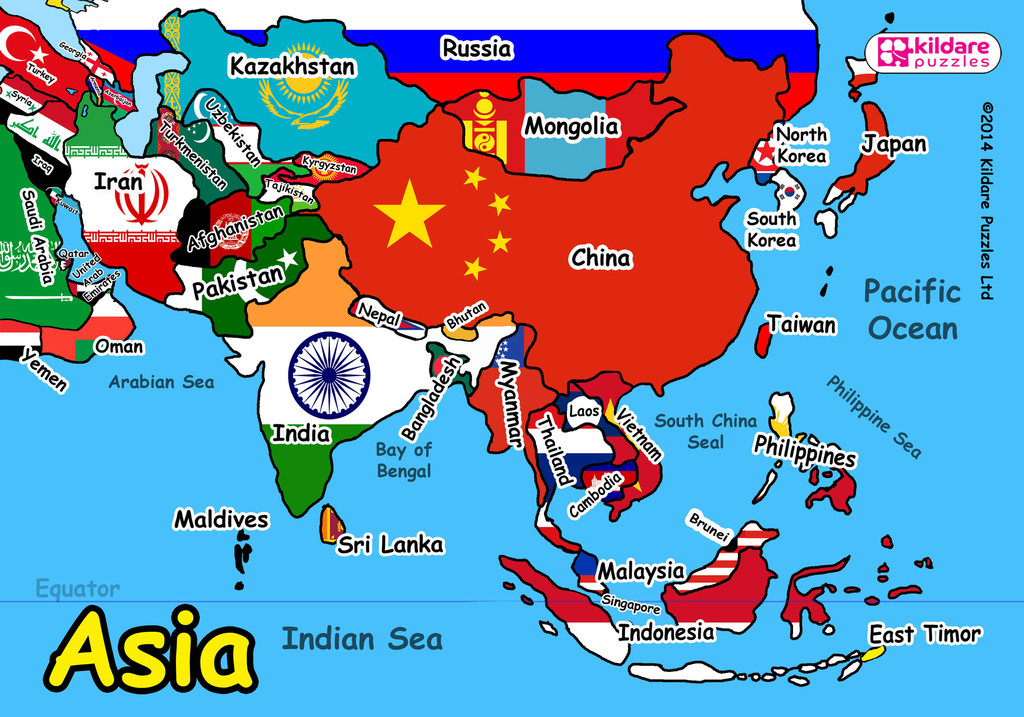 kildare
puzzles
©2014 Kildare Puzzles Ltd
Russia
Kazakhstan
Georgia
Turkey
Azerbaijan
Syria
Uzbekistan
Turkmenistan
Mongolia
North
Korea
Japan
Kyrgyzstan
Tajikistan
Iraq
Iran
Kuwait
Saudi Arabia
Afghanistan
South
Korea
China
Qatar
United
Arab
Emirates
Pakistan
Pacific
Ocean
Nepal
Bhutan
Taiwan
Oman
Yemen
Arabian Sea
Bangladesh
Myanmar
Laos
Vietnam
Thailand
South China
Seal
Philippine Sea
India
Bay of
Bengal
Philippines
Cambodia
Maldives
Sri Lanka
Brunei
Malaysia
Equator
Singapore
Indonesia
East Timor
Asia
Indian Sea